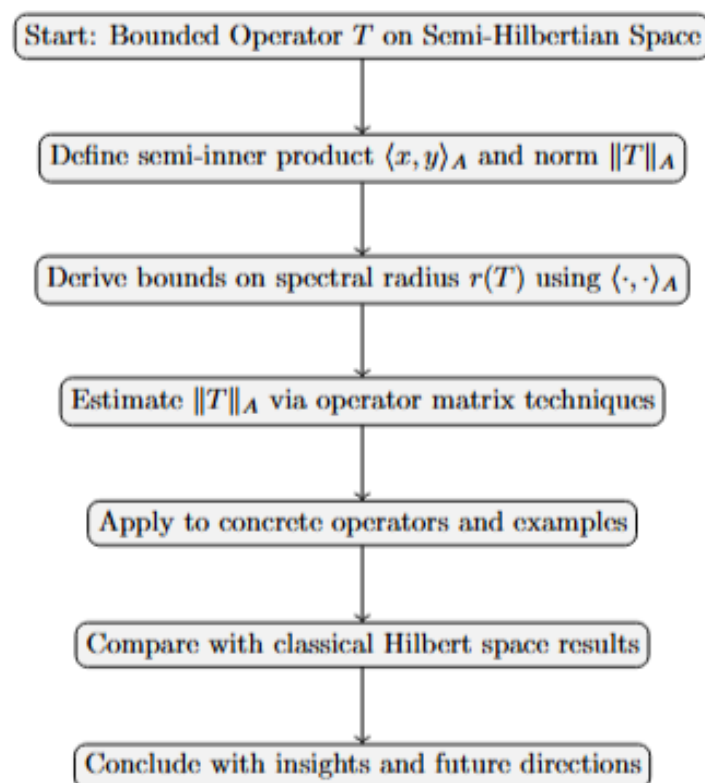 Start: Bounded Operator T on Semi-Hilbertian Space
Define semi-inner product ⟨x, y⟩_A and norm ‖T‖_A
Derive bounds on spectral radius r(T) using ⟨·, ·⟩_A
Estimate ‖T‖_A via operator matrix techniques
Apply to concrete operators and examples
Compare with classical Hilbert space results
Conclude with insights and future directions